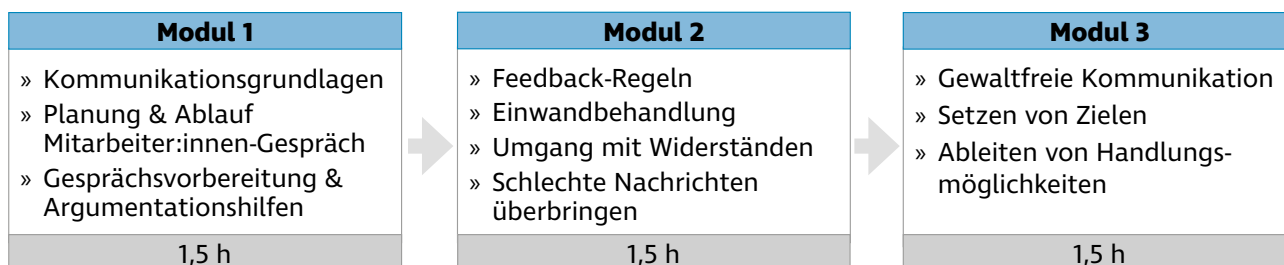 Modul 1
» Kommunikationsgrundlagen
» Planung & Ablauf
Mitarbeiter:innen-Gespräch
» Gesprächsvorbereitung &
Argumentationshilfen
1,5 h
Modul 2
» Feedback-Regeln
» Einwandbehandlung
» Umgang mit Widerständen
» Schlechte Nachrichten
überbringen
1,5 h
Modul 3
» Gewaltfreie Kommunikation
» Setzen von Zielen
» Ableiten von Handlungs-
möglichkeiten
1,5 h